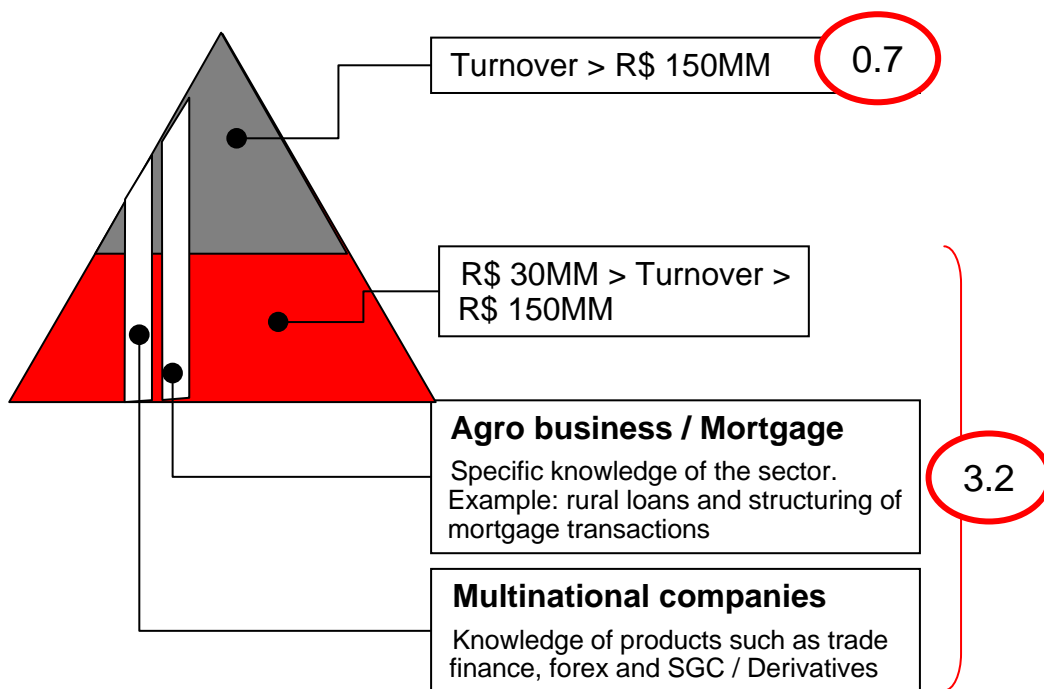 Turnover > R$ 150MM
0.7
R$ 30MM > Turnover >
R$ 150MM
Agro business / Mortgage
Specific knowledge of the sector.
Example: rural loans and structuring of
mortgage transactions
3.2
Multinational companies
Knowledge of products such as trade
finance, forex and SGC / Derivatives